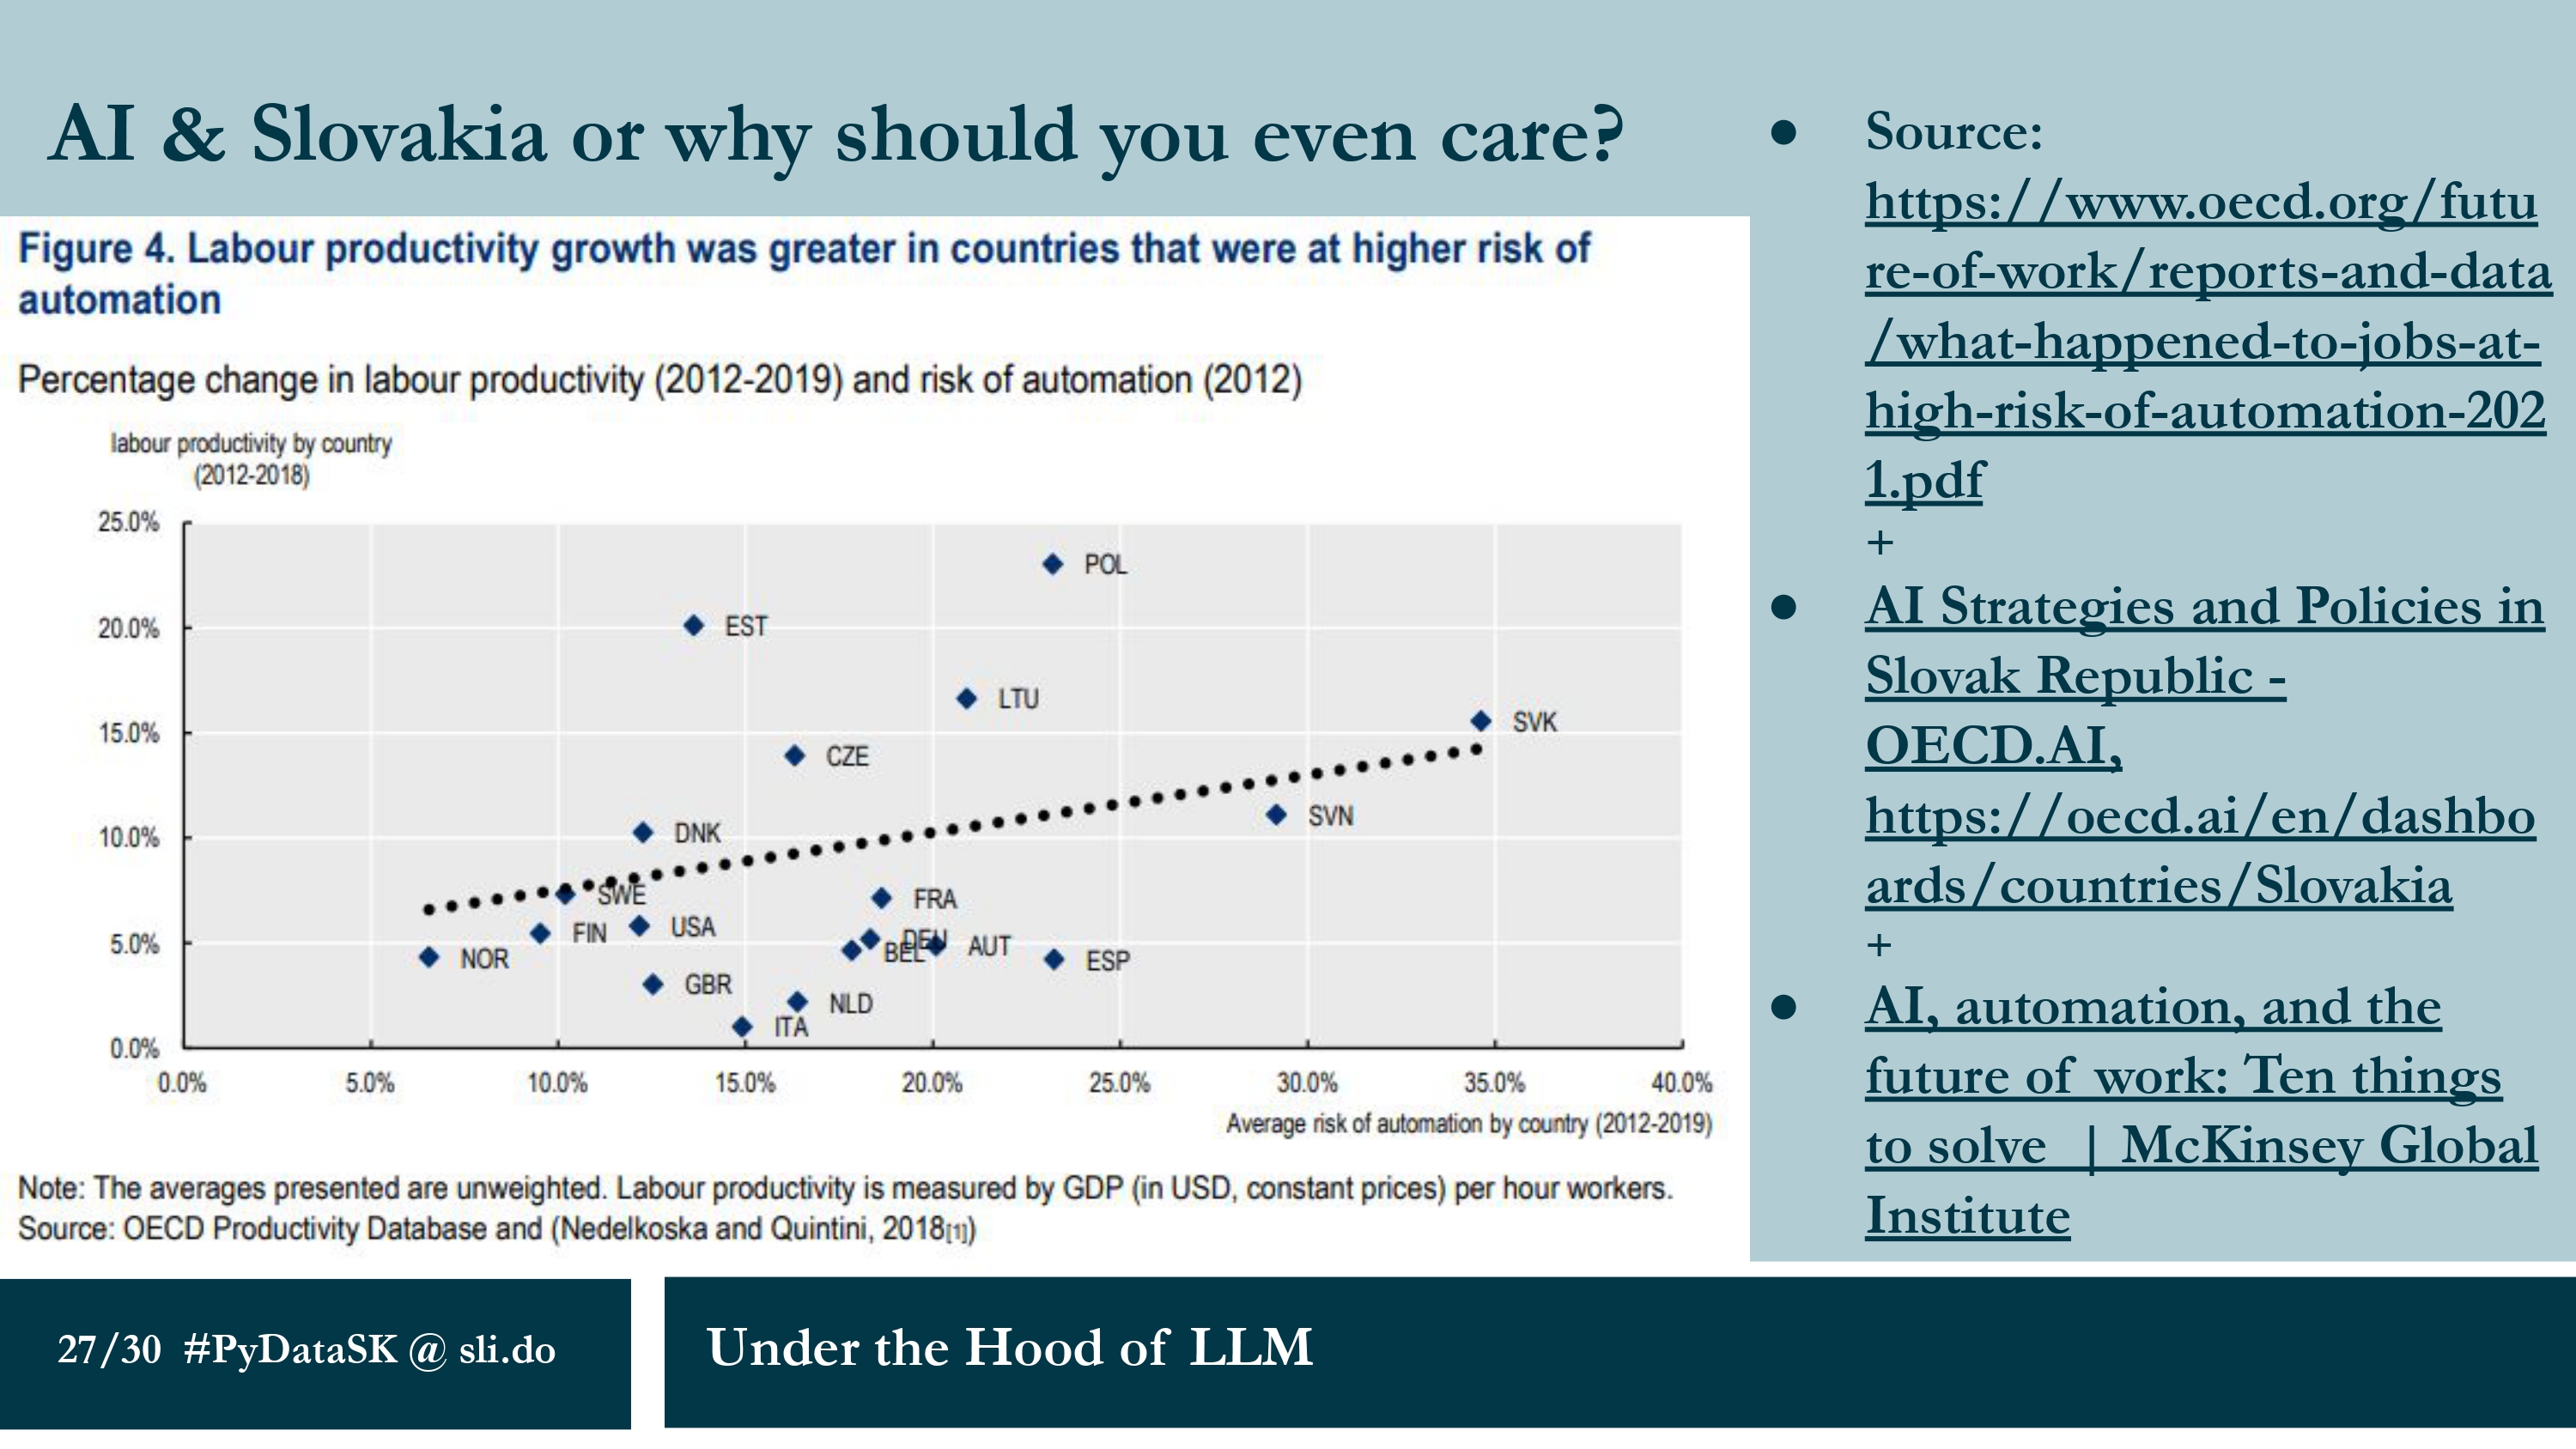 AI & Slovakia or why should you even care?
Figure 4. Labour productivity growth was greater in countries that were at higher risk of
automation
Percentage change in labour productivity (2012-2019) and risk of automation (2012)
labour productivity by country
(2012-2018)
25.0%
20.0%
15.0%
10.0%
5.0%
0.0%
POL
EST
LTU
SVK
CZE
SVN
DNK
SWE
FRA
USA
FIN
DEU
BEL
AUT
NOR
ESP
GBR
NLD
ITA
0.0%
5.0%
10.0%
15.0%
20.0%
25.0%
30.0%
35.0%
40.0%
Average risk of automation by country (2012-2019)
Note: The averages presented are unweighted. Labour productivity is measured by GDP (in USD, constant prices) per hour workers.
Source: OECD Productivity Database and (Nedelkoska and Quintini, 2018[1])
● Source:
https://www.oecd.org/futu
re-of-work/reports-and-data
/what-happened-to-jobs-at-
high-risk-of-automation-202
1.pdf
+
● AI Strategies and Policies in
Slovak Republic -
OECD.AI,
https://oecd.ai/en/dashbo
ards/countries/Slovakia
+
● AI, automation, and the
future of work: Ten things
to solve | McKinsey Global
Institute
27/30 #PyDataSK @ sli.do
Under the Hood of LLM